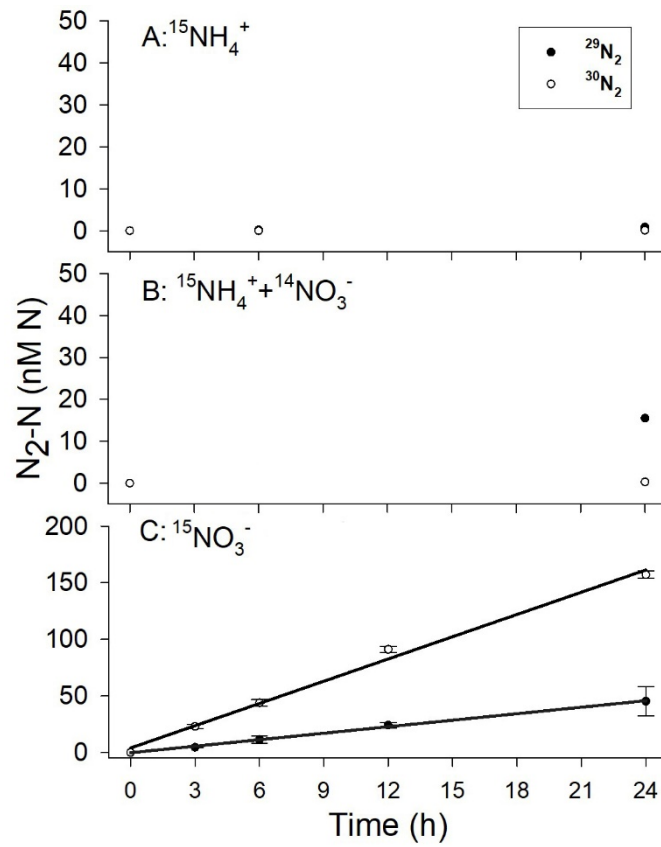 A:¹⁵NH₄⁺
²⁹N₂
³⁰N₂
50
40
30
20
10
0
B: ¹⁵NH₄⁺+¹⁴NO₃⁻
50
40
30
20
10
0
N₂-N (nM N)
C: ¹⁵NO₃⁻
200
150
100
50
0
0 3 6 9 12 15 18 21 24
Time (h)